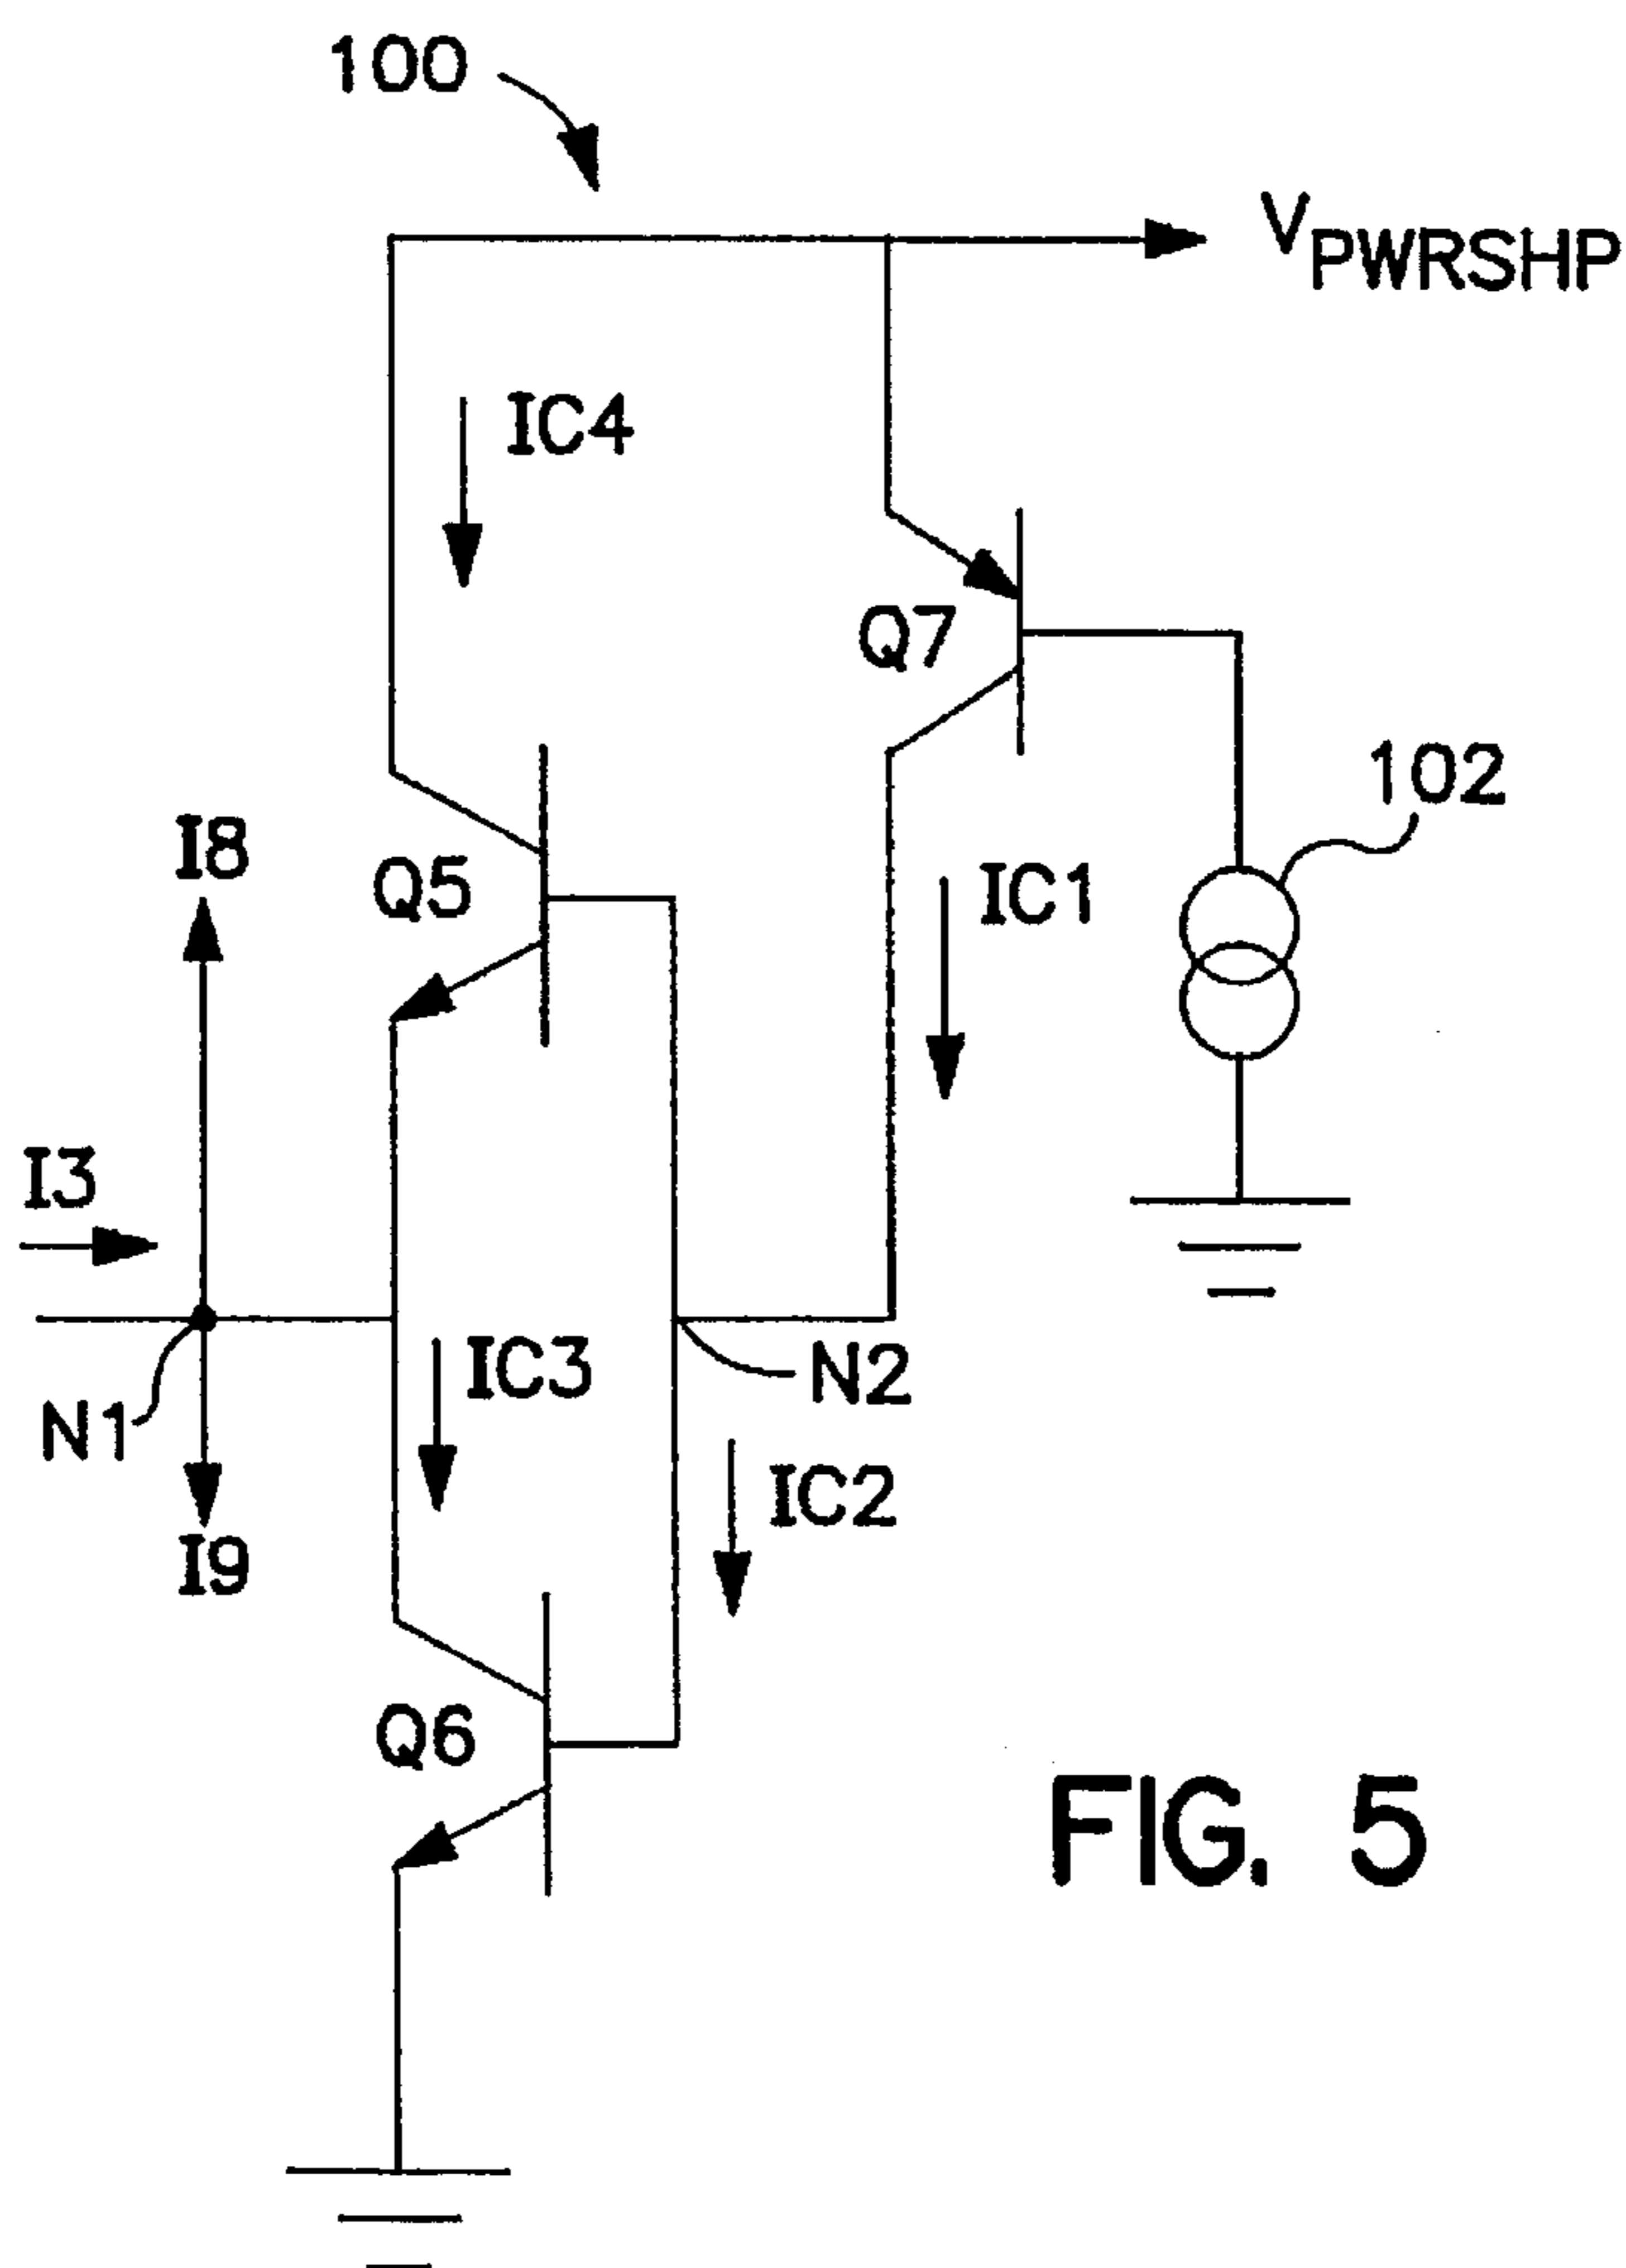 100
VPWRSHP
IC4
Q7
102
I8
Q5
IC1
I3
IC3
N2
N1
IC2
I9
Q6
FIG. 5